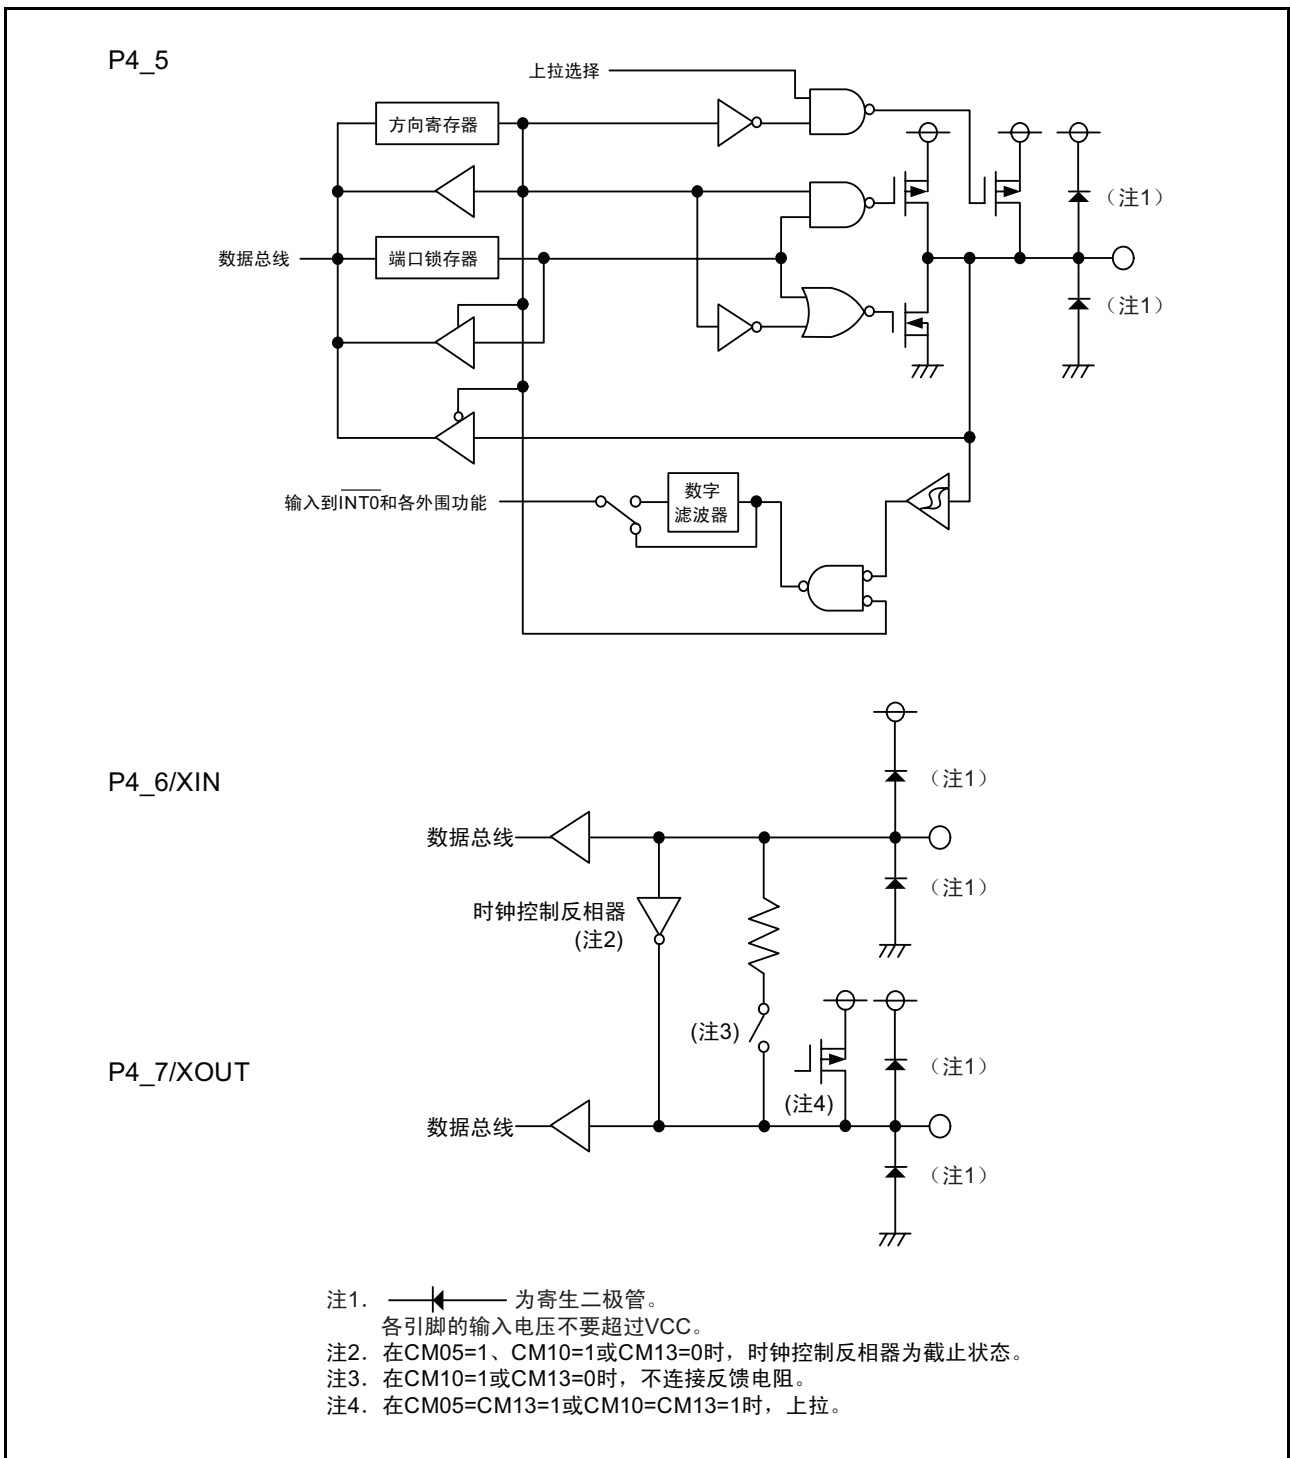 P4_5
上拉选择
方向寄存器
（注1）
数据总线
端口锁存器
（注1）
输入到INT0和各外围功能
数字
滤波器
P4_6/XIN
（注1）
数据总线
（注1）
时钟控制反相器
(注2)
(注3)
P4_7/XOUT
（注1）
(注4)
数据总线
（注1）
注1. 为寄生二极管。
各引脚的输入电压不要超过VCC。
注2. 在CM05=1、CM10=1或CM13=0时，时钟控制反相器为截止状态。
注3. 在CM10=1或CM13=0时，不连接反馈电阻。
注4. 在CM05=CM13=1或CM10=CM13=1时，上拉。